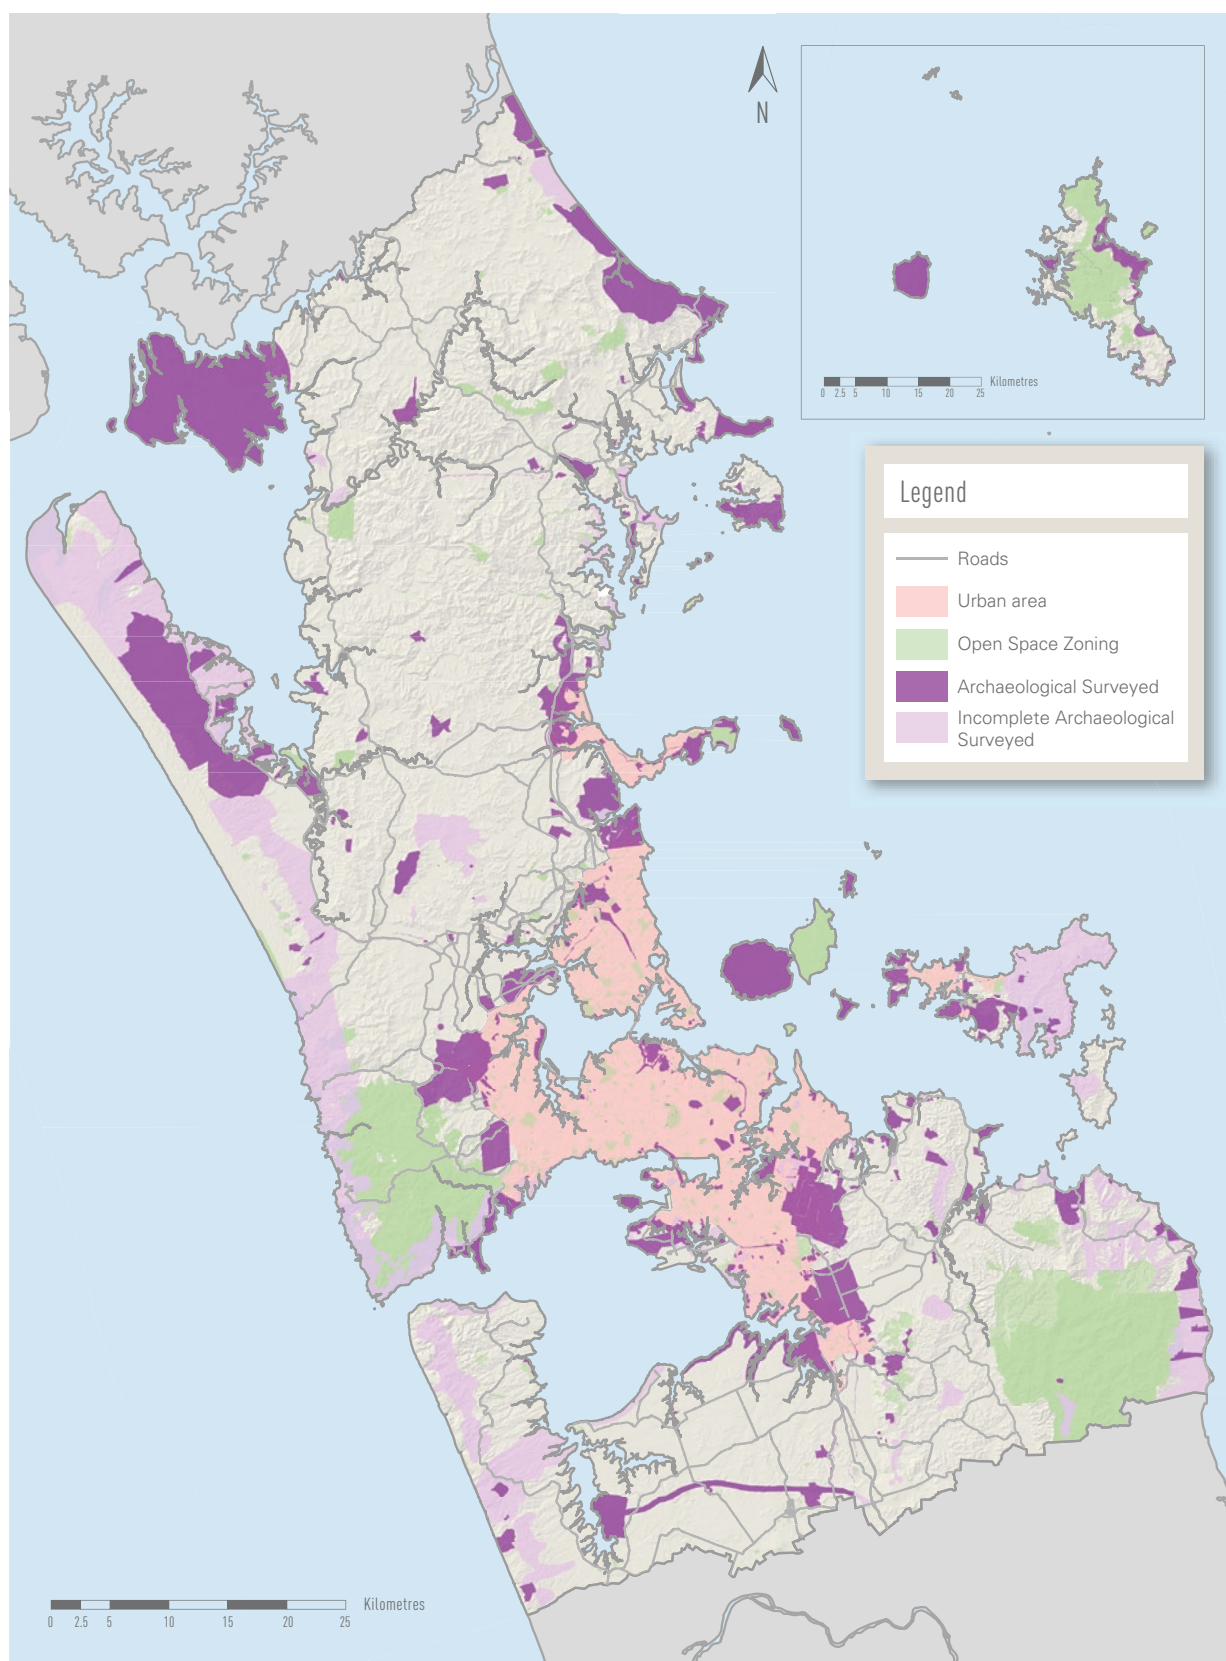 N
Kilometres
0 2.5 5 10 15 20 25
Legend
Roads
Urban area
Open Space Zoning
Archaeological Surveyed
Incomplete Archaeological
Surveyed
Kilometres
0 2.5 5 10 15 20 25